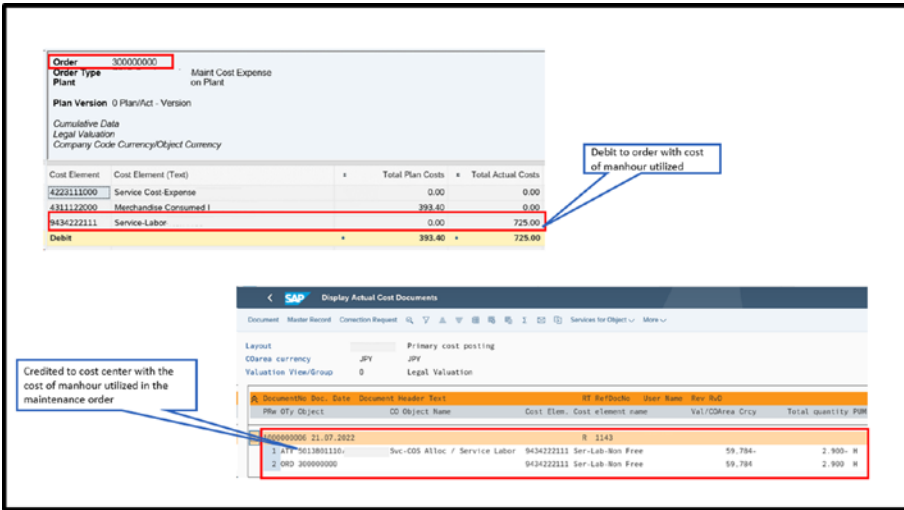 Order 300000000
Order Type Maint Cost Expense
Plant on Plant
Plan Version 0 Plan/Act - Version
Cumulative Data
Legal Valuation
Company Code Currency/Object Currency
Cost Element Cost Element (Text) Total Plan Costs Total Actual Costs
4223111000 Service Cost-Expense 0.00 0.00
4311122000 Merchandise Consumed I 393.40 0.00
9434222111 Service-Labor 0.00 725.00
Debit 393.40 725.00
Debit to order with cost
of manhour utilized
SAP Display Actual Cost Documents
Document Master Record Correction Request Services for Object More
Layout Primary cost posting
COarea currency JPY JPY
Valuation View/Group 0 Legal Valuation
DocumentNo Doc. Date Document Header Text RT RefDocNo User Name Rev RvD
PRw OTy Object CO Object Name Cost Elem. Cost element name Val/COArea Crcy Total quantity PUM
21.07.2022 R 1143
1 ATY Svc-COS Alloc / Service Labor 9434222111 Ser-Lab-Non Free 59,784- 2.900- H
2 ORD 300000000 9434222111 Ser-Lab-Non Free 59,784 2.900 H
Credited to cost center with the
cost of manhour utilized in the
maintenance order